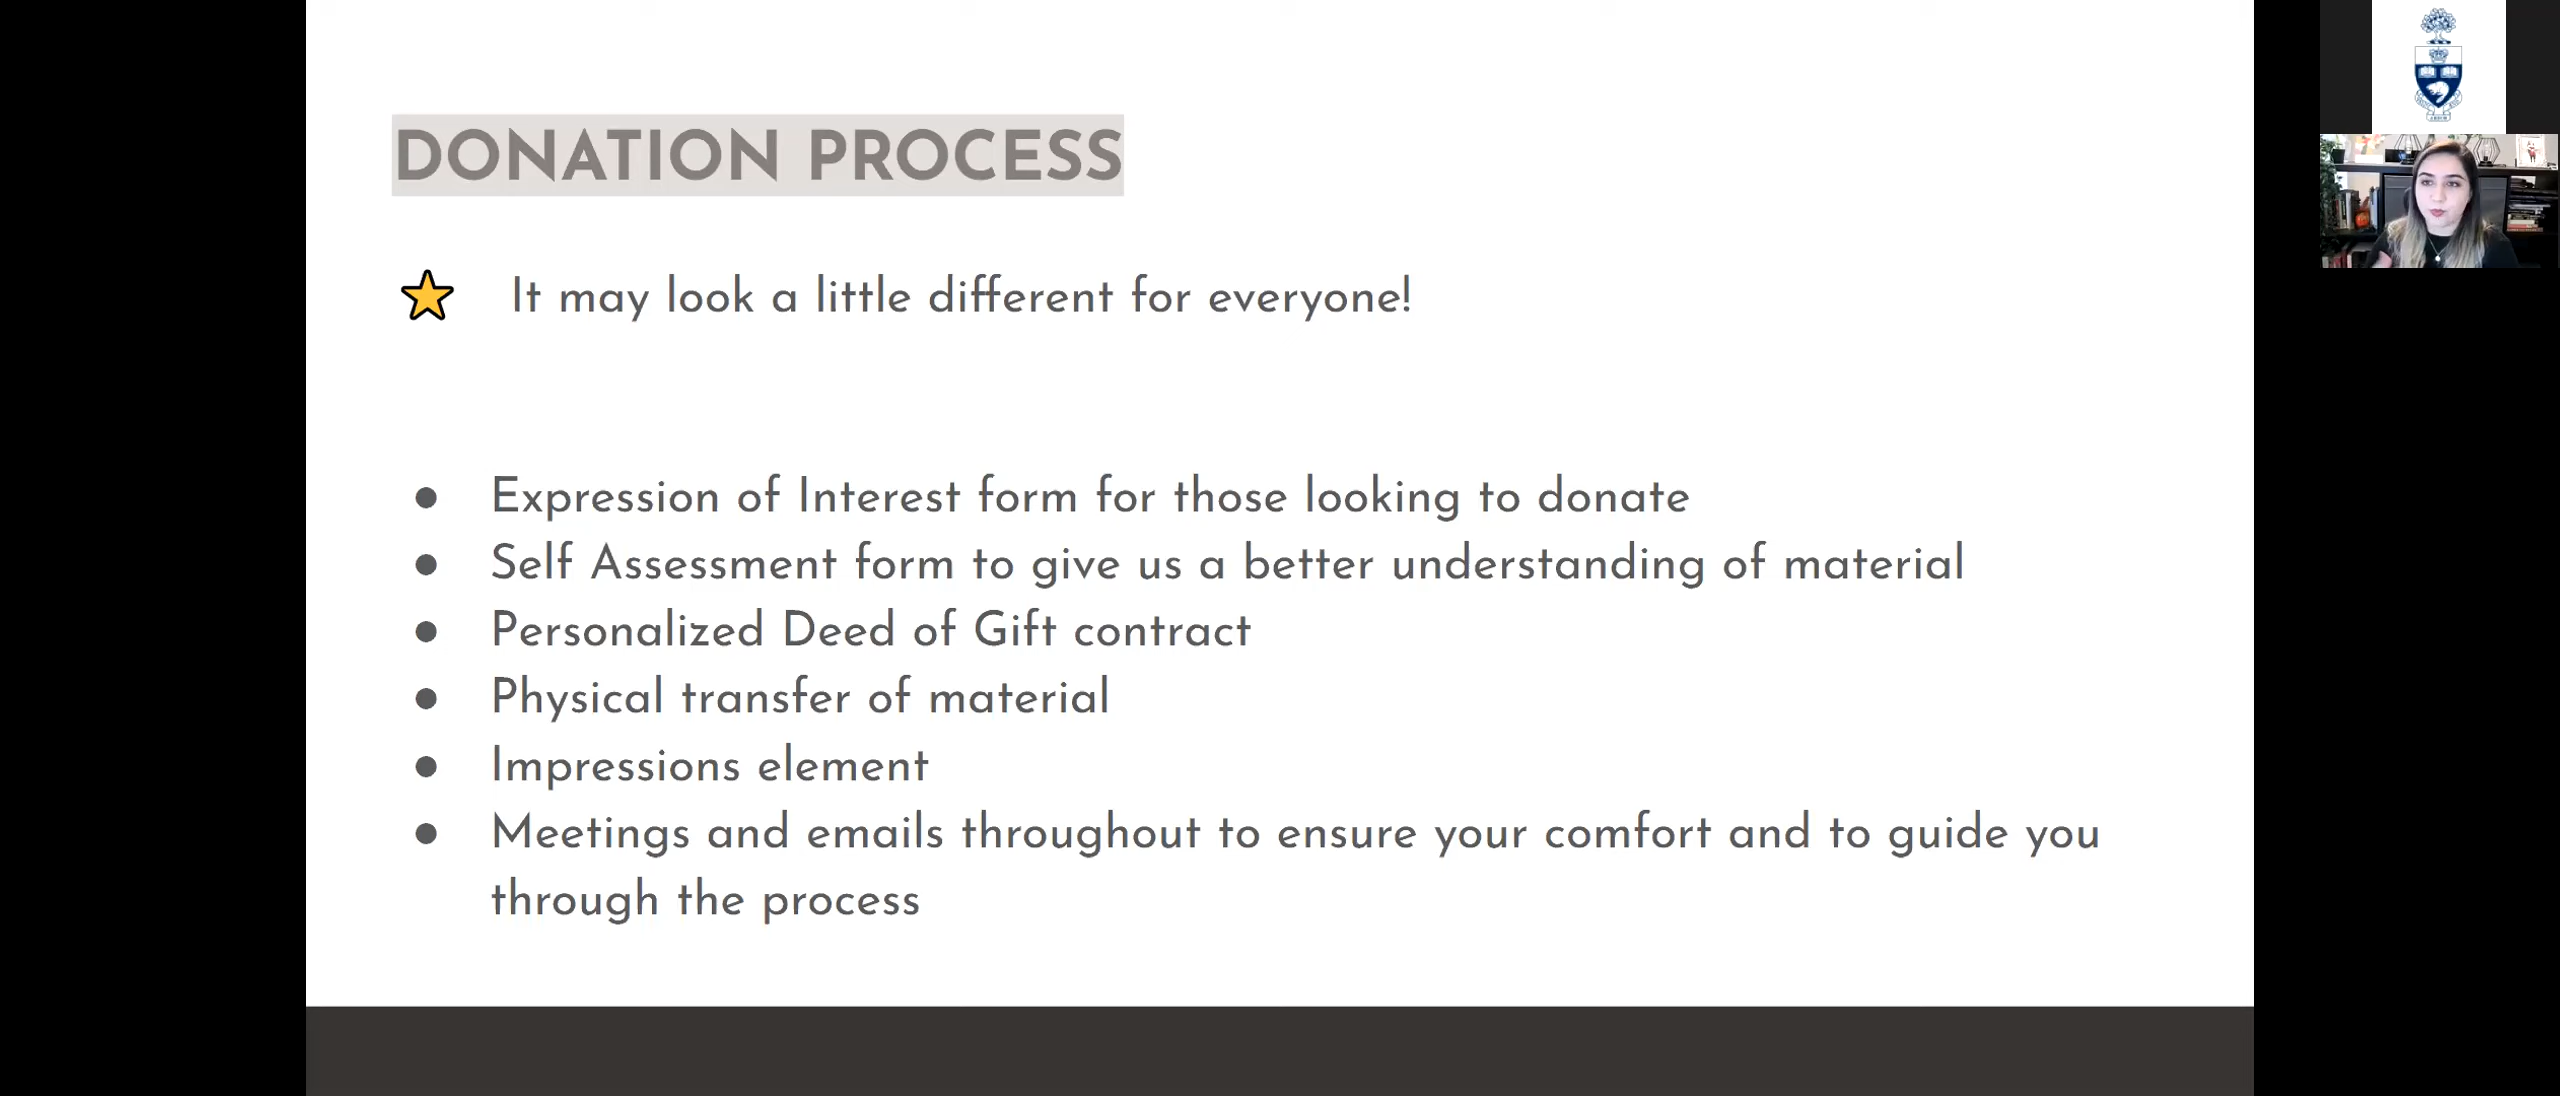 DONATION PROCESS
It may look a little different for everyone!
Expression of Interest form for those looking to donate
Self Assessment form to give us a better understanding of material
Personalized Deed of Gift contract
Physical transfer of material
Impressions element
Meetings and emails throughout to ensure your comfort and to guide you
through the process